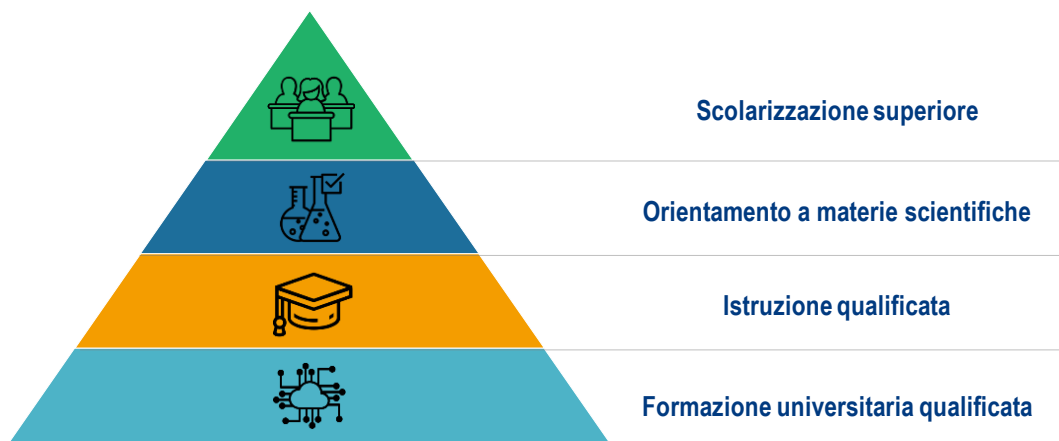 Scolarizzazione superiore
Orientamento a materie scientifiche
Istruzione qualificata
Formazione universitaria qualificata